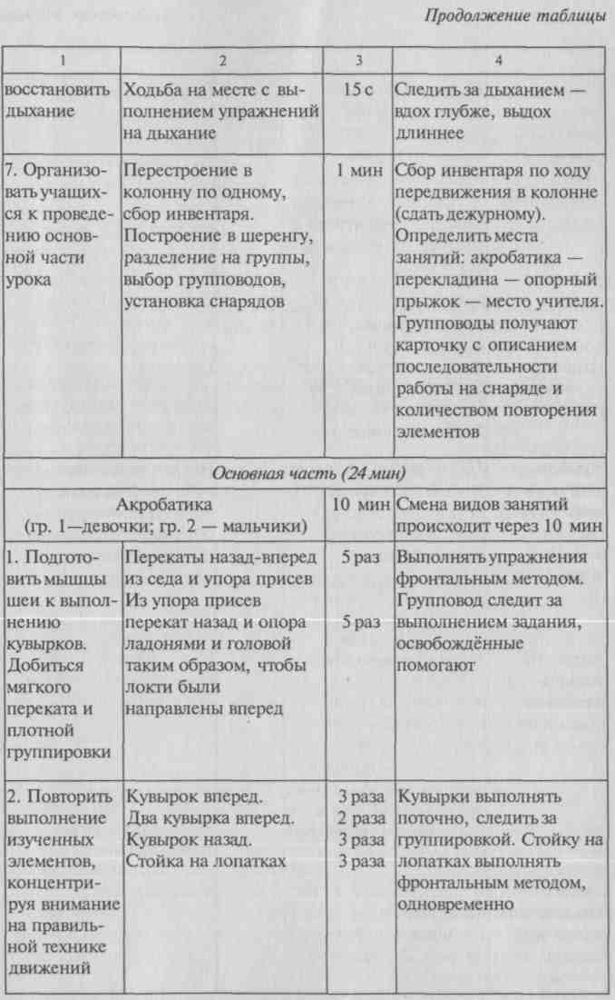 Продолжение таблицы
1 2 3 4
восстановить
дыхание
Ходьба на месте с вы-
полнением упражнений
на дыхание
15 с
Следить за дыханием —
вдох глубже, выдох
длиннее
7. Организо-
вать учащих-
ся к проведе-
нию основ-
ной части
урока
Перестроение в
колонну по одному,
сбор инвентаря.
Построение в шеренгу,
разделение на группы,
выбор групповодов,
установка снарядов
1 мин
Сбор инвентаря по ходу
передвижения в колонне
(сдать дежурному).
Определить места
занятий: акробатика —
перекладина — опорный
прыжок — место учителя.
Групповоды получают
карточку с описанием
последовательности
работы на снаряде и
количеством повторения
элементов
Основная часть (24 мин)
Акробатика
(гр. 1—девочки; гр. 2 — мальчики)
10 мин
Смена видов занятий
происходит через 10 мин
1. Подгото-
вить мышцы
шеи к выпол-
нению
кувырков.
Добиться
мягкого
переката и
плотной
группировки
Перекаты назад-вперед
из седа и упора присев
Из упора присев
перекат назад и опора
ладонями и головой
таким образом, чтобы
локти были
направлены вперед
5 раз
5 раз
Выполнять упражнения
фронтальным методом.
Групповод следит за
выполнением задания,
освобождённые
помогают
2. Повторить
выполнение
изученных
элементов,
концентри-
руя внимание
на правиль-
ной технике
движений
Кувырок вперед.
Два кувырка вперед.
Кувырок назад.
Стойка на лопатках
3 раза
2 раза
3 раза
3 раза
Кувырки выполнять
поточно, следить за
группировкой. Стойку на
лопатках выполнять
фронтальным методом,
одновременно